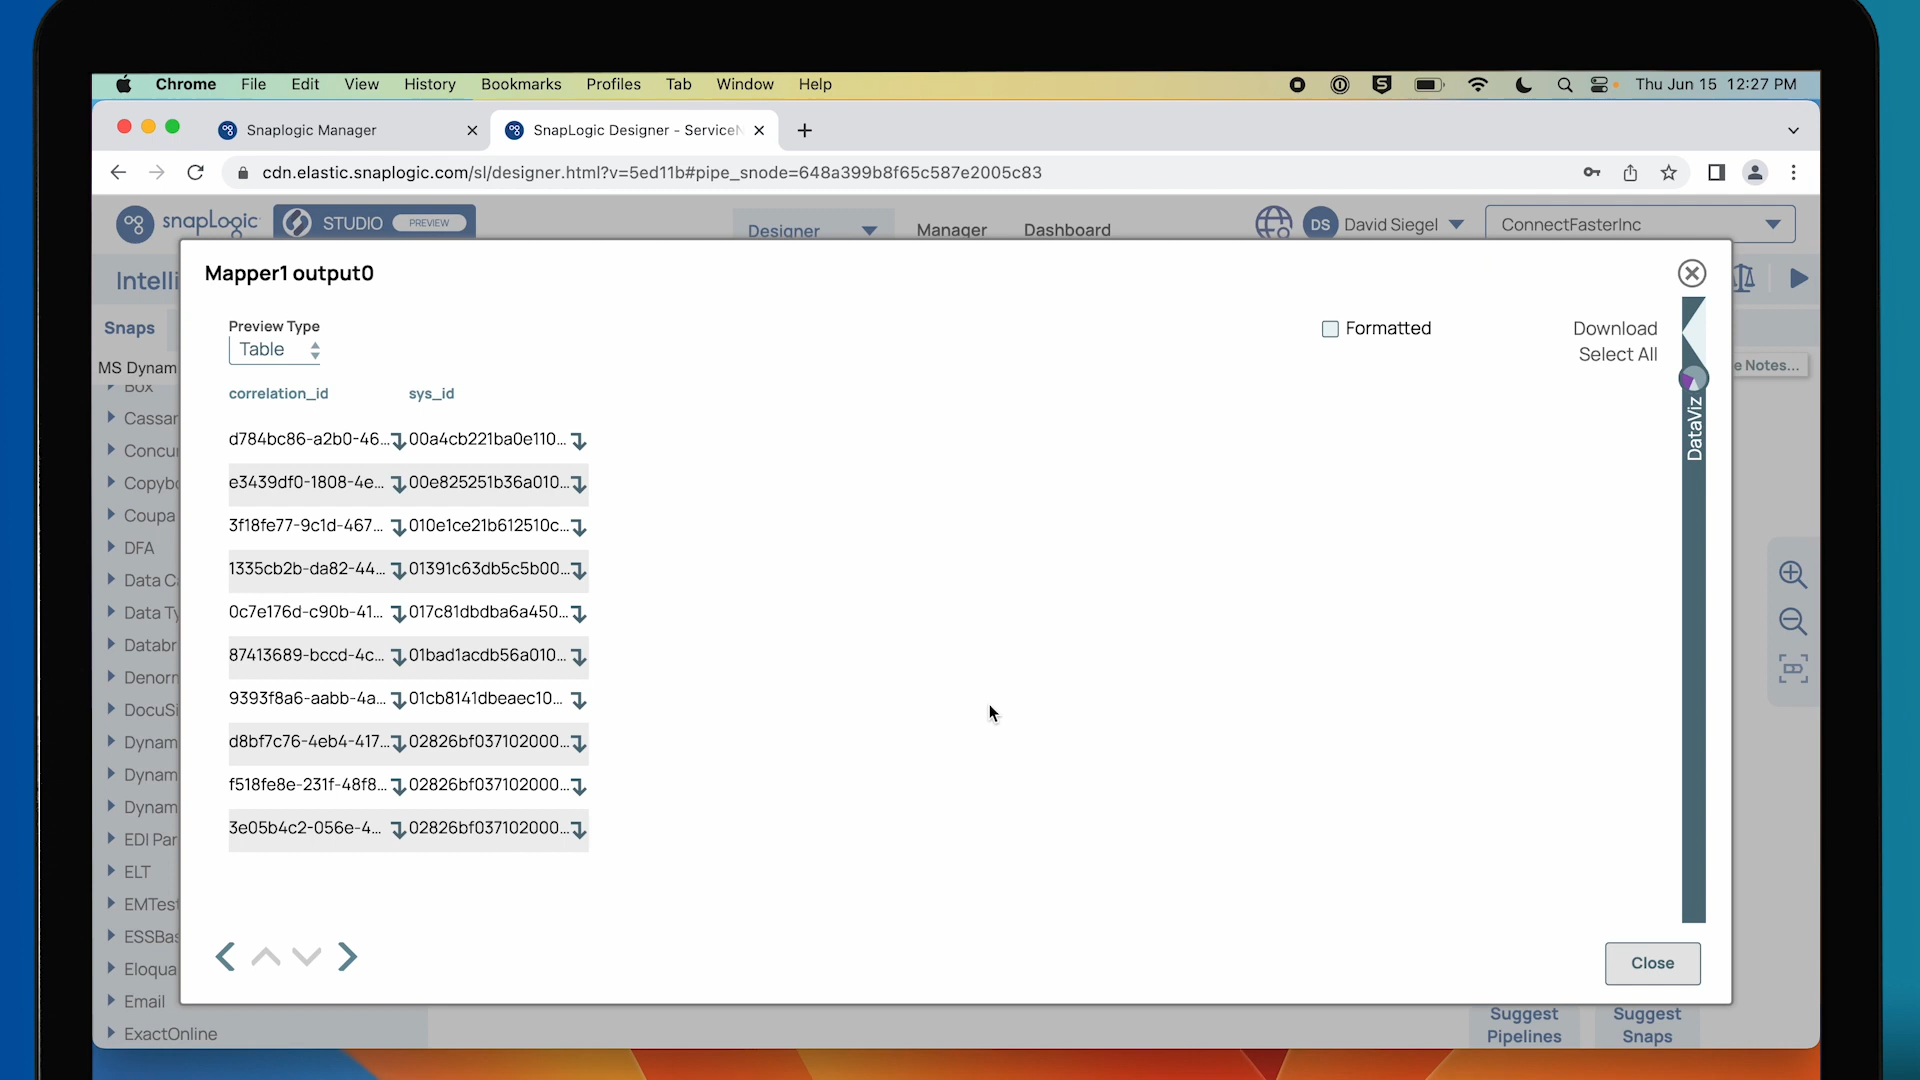 Chrome File Edit View History Bookmarks Profiles Tab Window Help Thu Jun 15 12:27 PM
Snaplogic Manager SnapLogic Designer - Service
cdn.elastic.snaplogic.com/sl/designer.html?v=5ed11b#pipe_snode=648a399b8f65c587e2005c83
snapLogic STUDIO PREVIEW Designer Manager Dashboard DS David Siegel ConnectFasterInc
Intelli
Mapper1 output0
Snaps
Preview Type
Table
Formatted
Download
Select All
e Notes...
DataViz
MS Dynam
correlation_id sys_id
d784bc86-a2b0-46... 00a4cb221ba0e110...
e3439df0-1808-4e... 00e825251b36a010...
3f18fe77-9c1d-467... 010e1ce21b612510c...
1335cb2b-da82-44... 01391c63db5c5b00...
0c7e176d-c90b-41... 017c81dbdba6a450...
87413689-bccd-4c... 01bad1acdb56a010...
9393f8a6-aabb-4a... 01cb8141dbeaec10...
d8bf7c76-4eb4-417... 02826bf037102000...
f518fe8e-231f-48f8... 02826bf037102000...
3e05b4c2-056e-4... 02826bf037102000...
Box
Cassan
Concu
Copybo
Coupa
DFA
Data Ca
Data Ty
Databr
Denorm
DocuSi
Dynam
Dynam
Dynam
EDI Par
ELT
EMTest
ESSBas
Eloqua
Email
ExactOnline
Close
Suggest
Pipelines
Suggest
Snaps